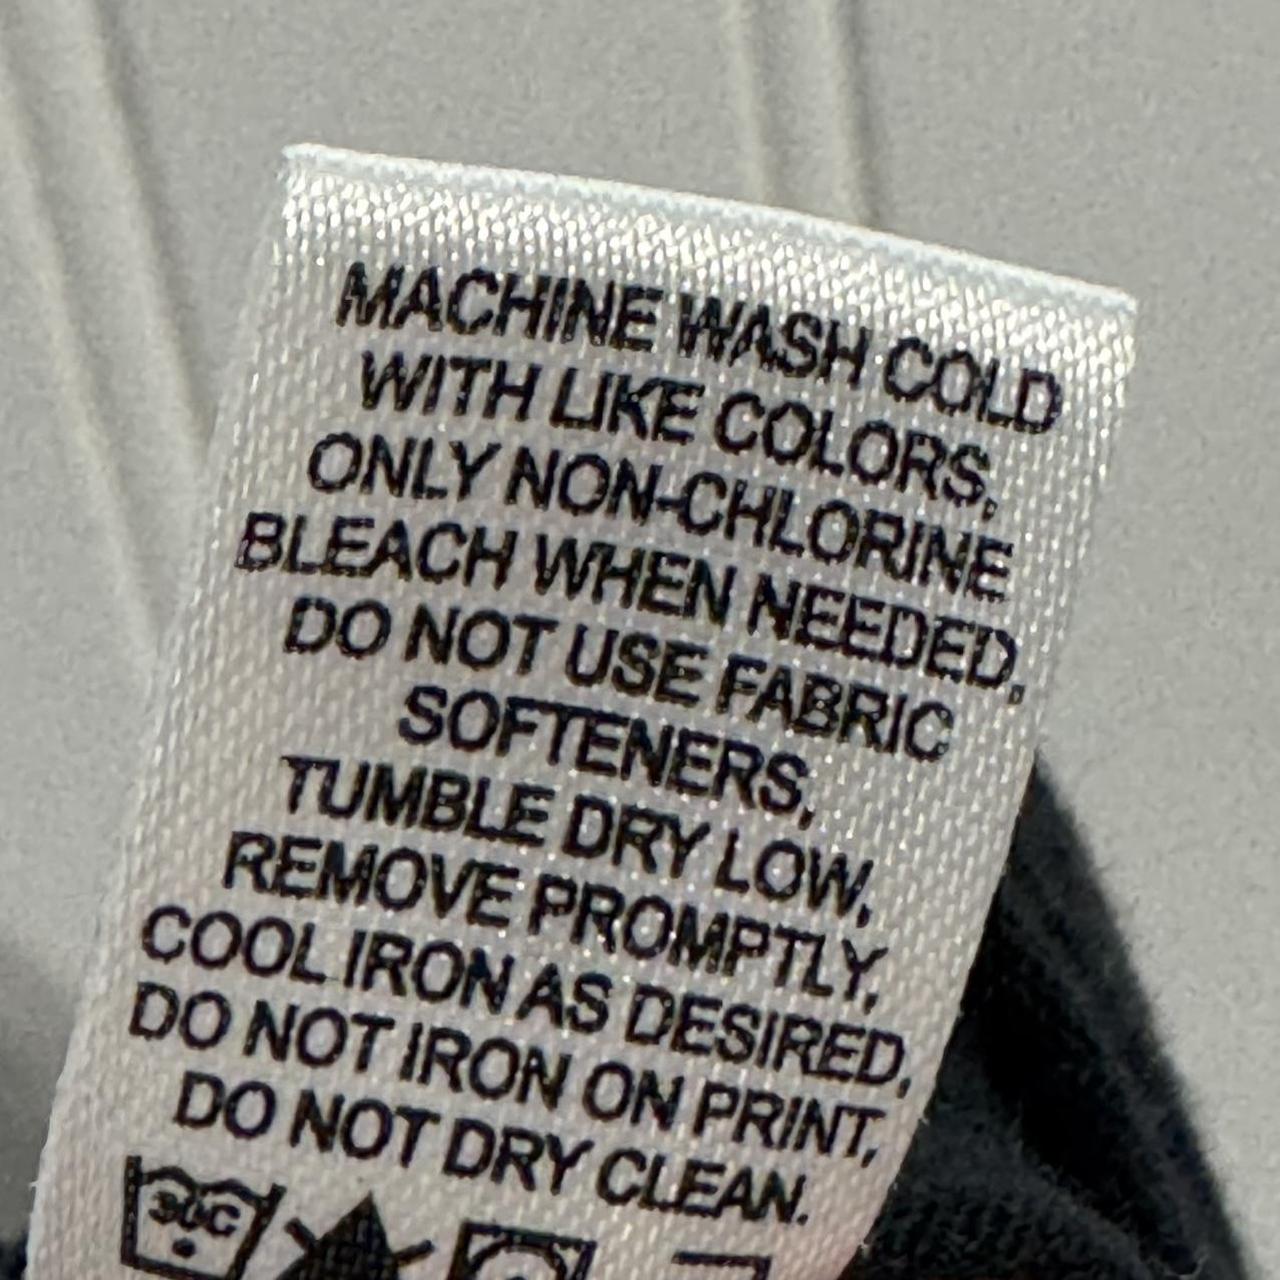 MACHINE WASH COLD
WITH LIKE COLORS,
ONLY NON-CHLORINE
BLEACH WHEN NEEDED,
DO NOT USE FABRIC
SOFTENERS,
TUMBLE DRY LOW,
REMOVE PROMPTLY,
COOL IRON AS DESIRED,
DO NOT IRON ON PRINT,
DO NOT DRY CLEAN.